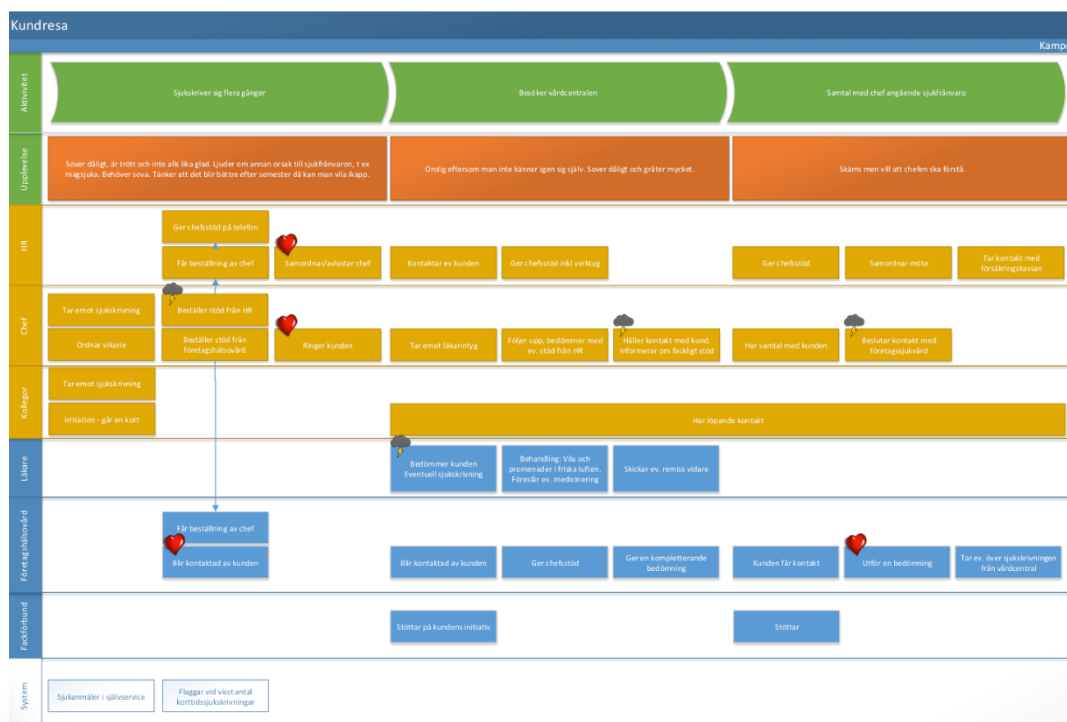 Kundresa
Kamp
Aktivivitet
Sjukskriver sig flera gånger
Besöker vårdcentralen
Samtal med chef angående sjukfrånvaro
Upplevelse
Sover dåligt, är trött och inte alls lika glad. Ljuder om annan orsak till sjukfrånvaron, t ex
magsjuka. Behöver sova. Tänker att det blir bättre efter semester då kan man vila ikapp.
Orolig eftersom man inte känner igen sig själv. Sover dåligt och gråter mycket.
Skäms men vill att chefen ska förstå.
HR
Ger chefsstöd på telefon
Får beställning av chef
Samordnar/avlastar chef
Kontaktar ev kunden
Ger chefsstöd inkl verktyg
Ger chefsstöd
Samordnar möte
Tar kontakt med
försäkringskassan
Chef
Tar emot sjukskrivning
Beställer stöd från HR
Ordnar vikarie
Beställer stöd från
företagshälsovård
Ringer kunden
Tar emot läkarintyg
Följer upp, bedömmer med
ev. stöd från HR
Håller kontakt med kund.
Informerar om fackligt stöd
Har samtal med kunden
Beslutar kontakt med
företagssjukvård
Kollegor
Tar emot sjukskrivning
Irritation - går en kort
Har löpande kontakt
Läkare
Bedömmer kunden
Eventuell sjukskrivning
Behandling: Vila och
promenader i friska luften.
Föreslår ev. medicinering
Skickar ev. remiss vidare
Företagshälsovård
Får beställning av chef
Blir kontaktad av kunden
Blir kontaktad av kunden
Ger chefsstöd
Ger en kompletterande
bedömning
Kunden får kontakt
Utför en bedömning
Tar ev. över sjukskrivningen
från vårdcentral
Fackförbund
Stöttar på kundens initiativ
Stöttar
System
Sjukanmäler i självservice
Flaggar vid visst antal
korttidssjukskrivningar